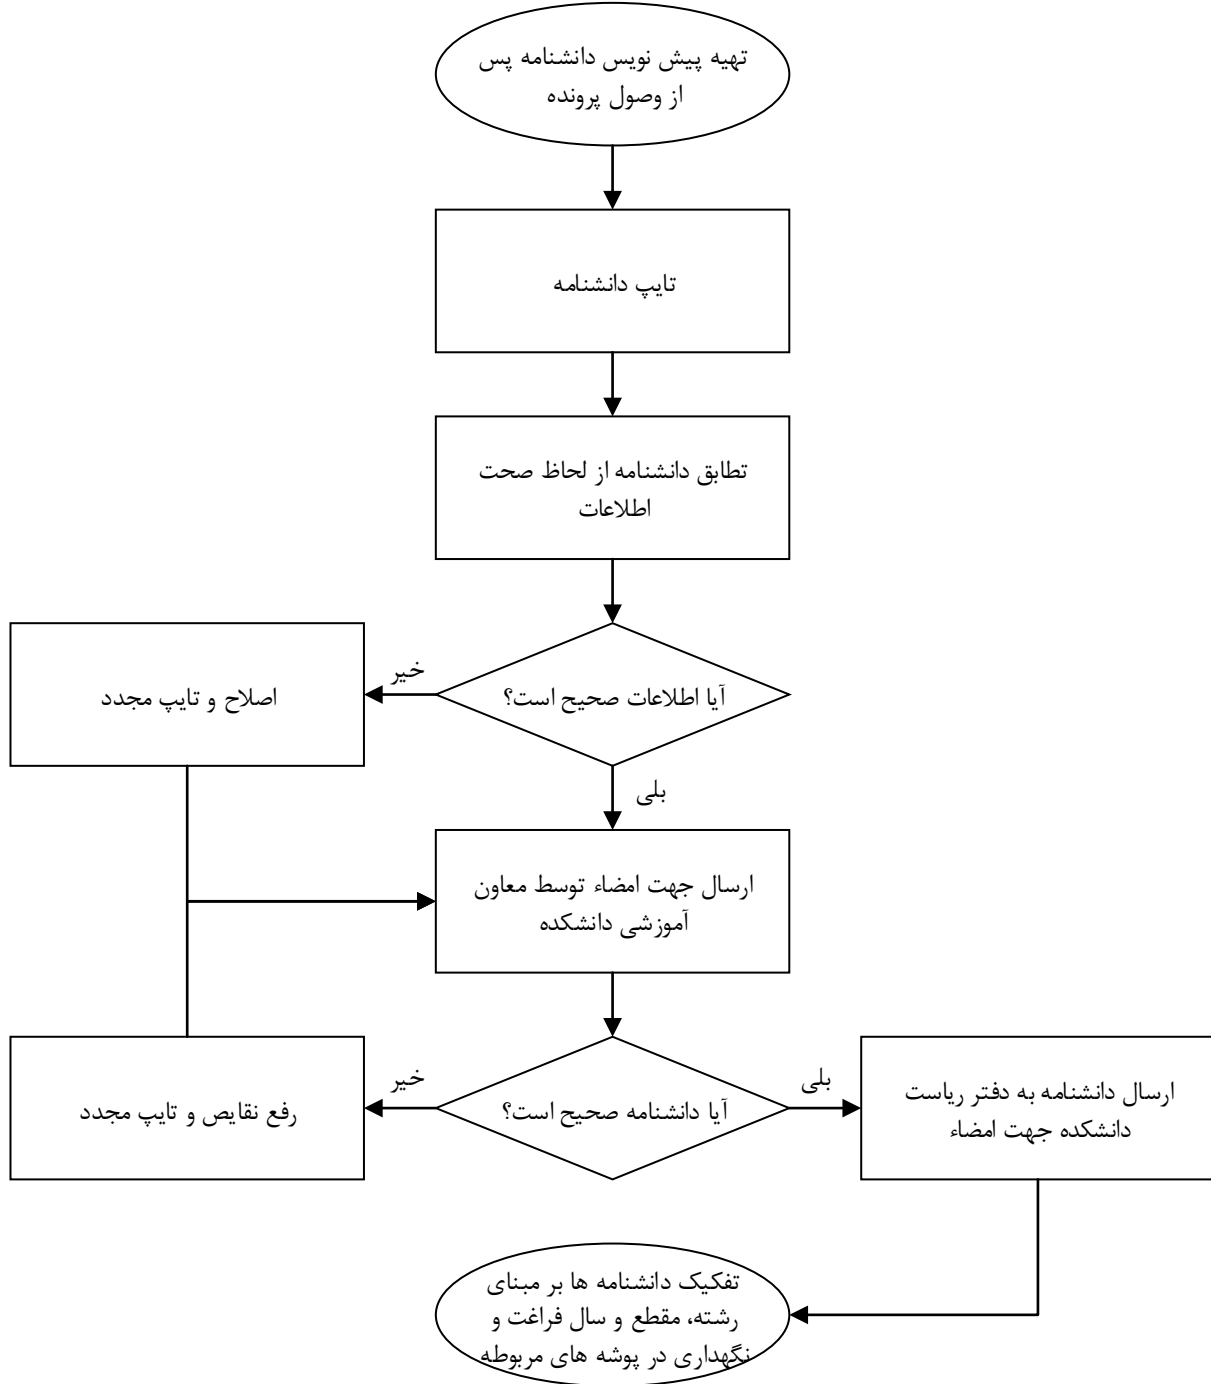 تهیه پیش نویس دانشنامه پس
از وصول پرونده
تایپ دانشنامه
تطابق دانشنامه از لحاظ صحت
اطلاعات
آیا اطلاعات صحیح است؟
خیر
اصلاح و تایپ مجدد
بلی
ارسال جهت امضاء توسط معاون
آموزشی دانشکده
آیا دانشنامه صحیح است؟
بلی
ارسال دانشنامه به دفتر ریاست
دانشکده جهت امضاء
خیر
رفع نقایص و تایپ مجدد
تفکیک دانشنامه ها بر مبنای
رشته، مقطع و سال فراغت و
نگهداری در پوشه های مربوطه